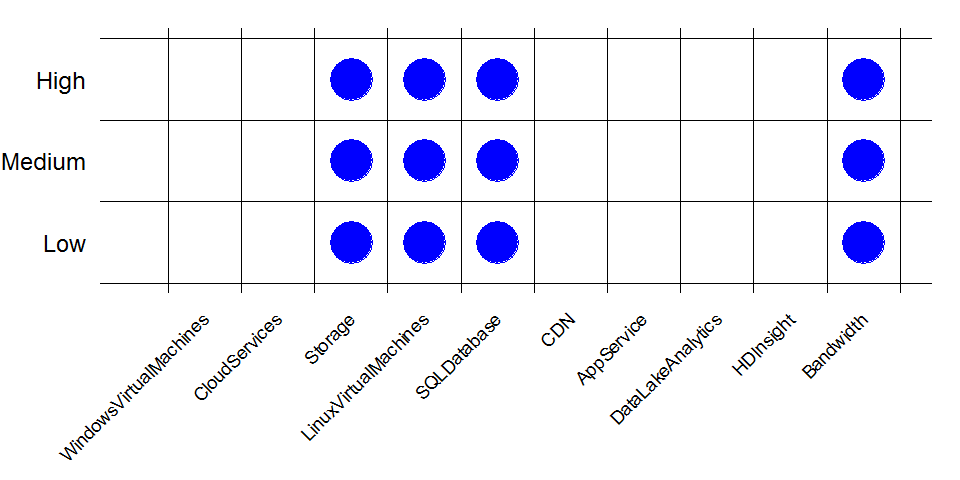 High
Medium
Low
WindowsVirtualMachines
CloudServices
Storage
LinuxVirtualMachines
SQLDatabase
CDN
AppService
DataLakeAnalytics
HDInsight
Bandwidth